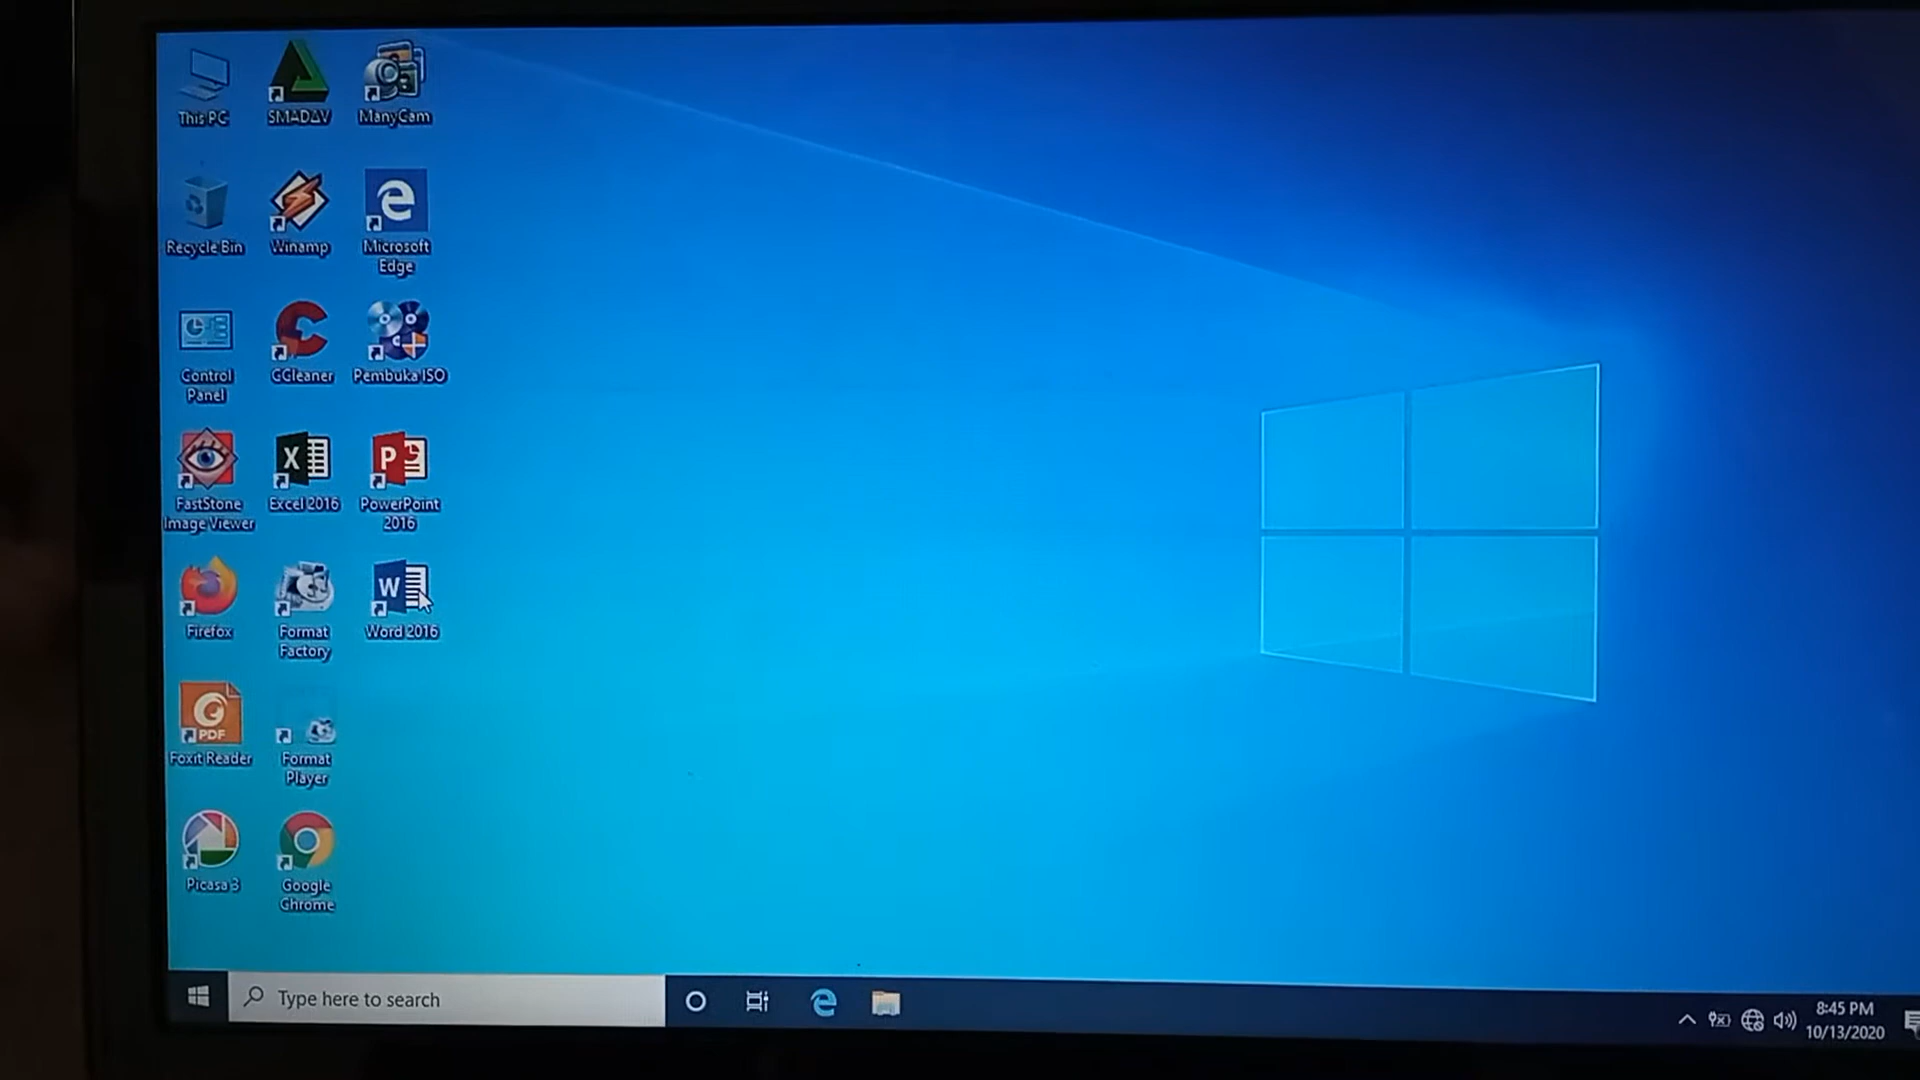 This PC
SMADAV
ManyCam
Recycle Bin
Winamp
Microsoft
Edge
Control
Panel
CCleaner
Pembuka ISO
FastStone
Image Viewer
Excel 2016
PowerPoint
2016
Firefox
Format
Factory
Word 2016
PDF
Foxit Reader
Format
Player
Picasa 3
Google
Chrome
Type here to search
8:45 PM
10/13/2020